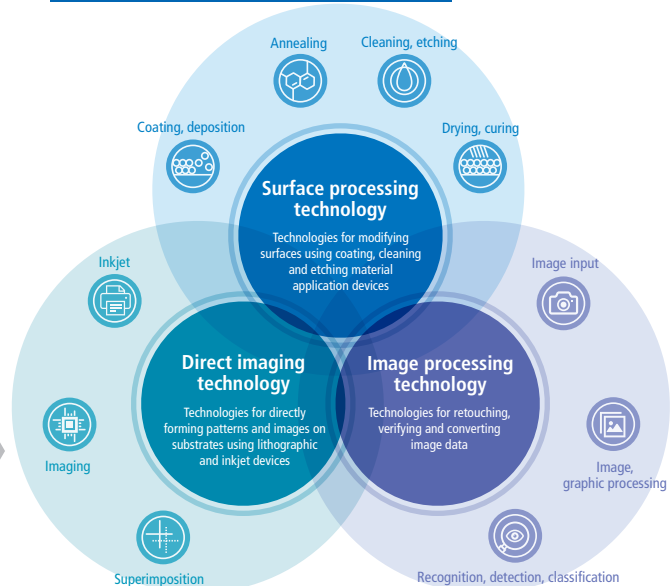 Annealing
Cleaning, etching
Coating, deposition
Drying, curing
Surface processing
technology
Technologies for modifying
surfaces using coating, cleaning
and etching material
application devices
Inkjet
Image input
Direct imaging
technology
Technologies for directly
forming patterns and images on
substrates using lithographic
and inkjet devices
Image processing
technology
Technologies for retouching,
verifying and converting
image data
Imaging
Image,
graphic processing
Superimposition
Recognition, detection, classification